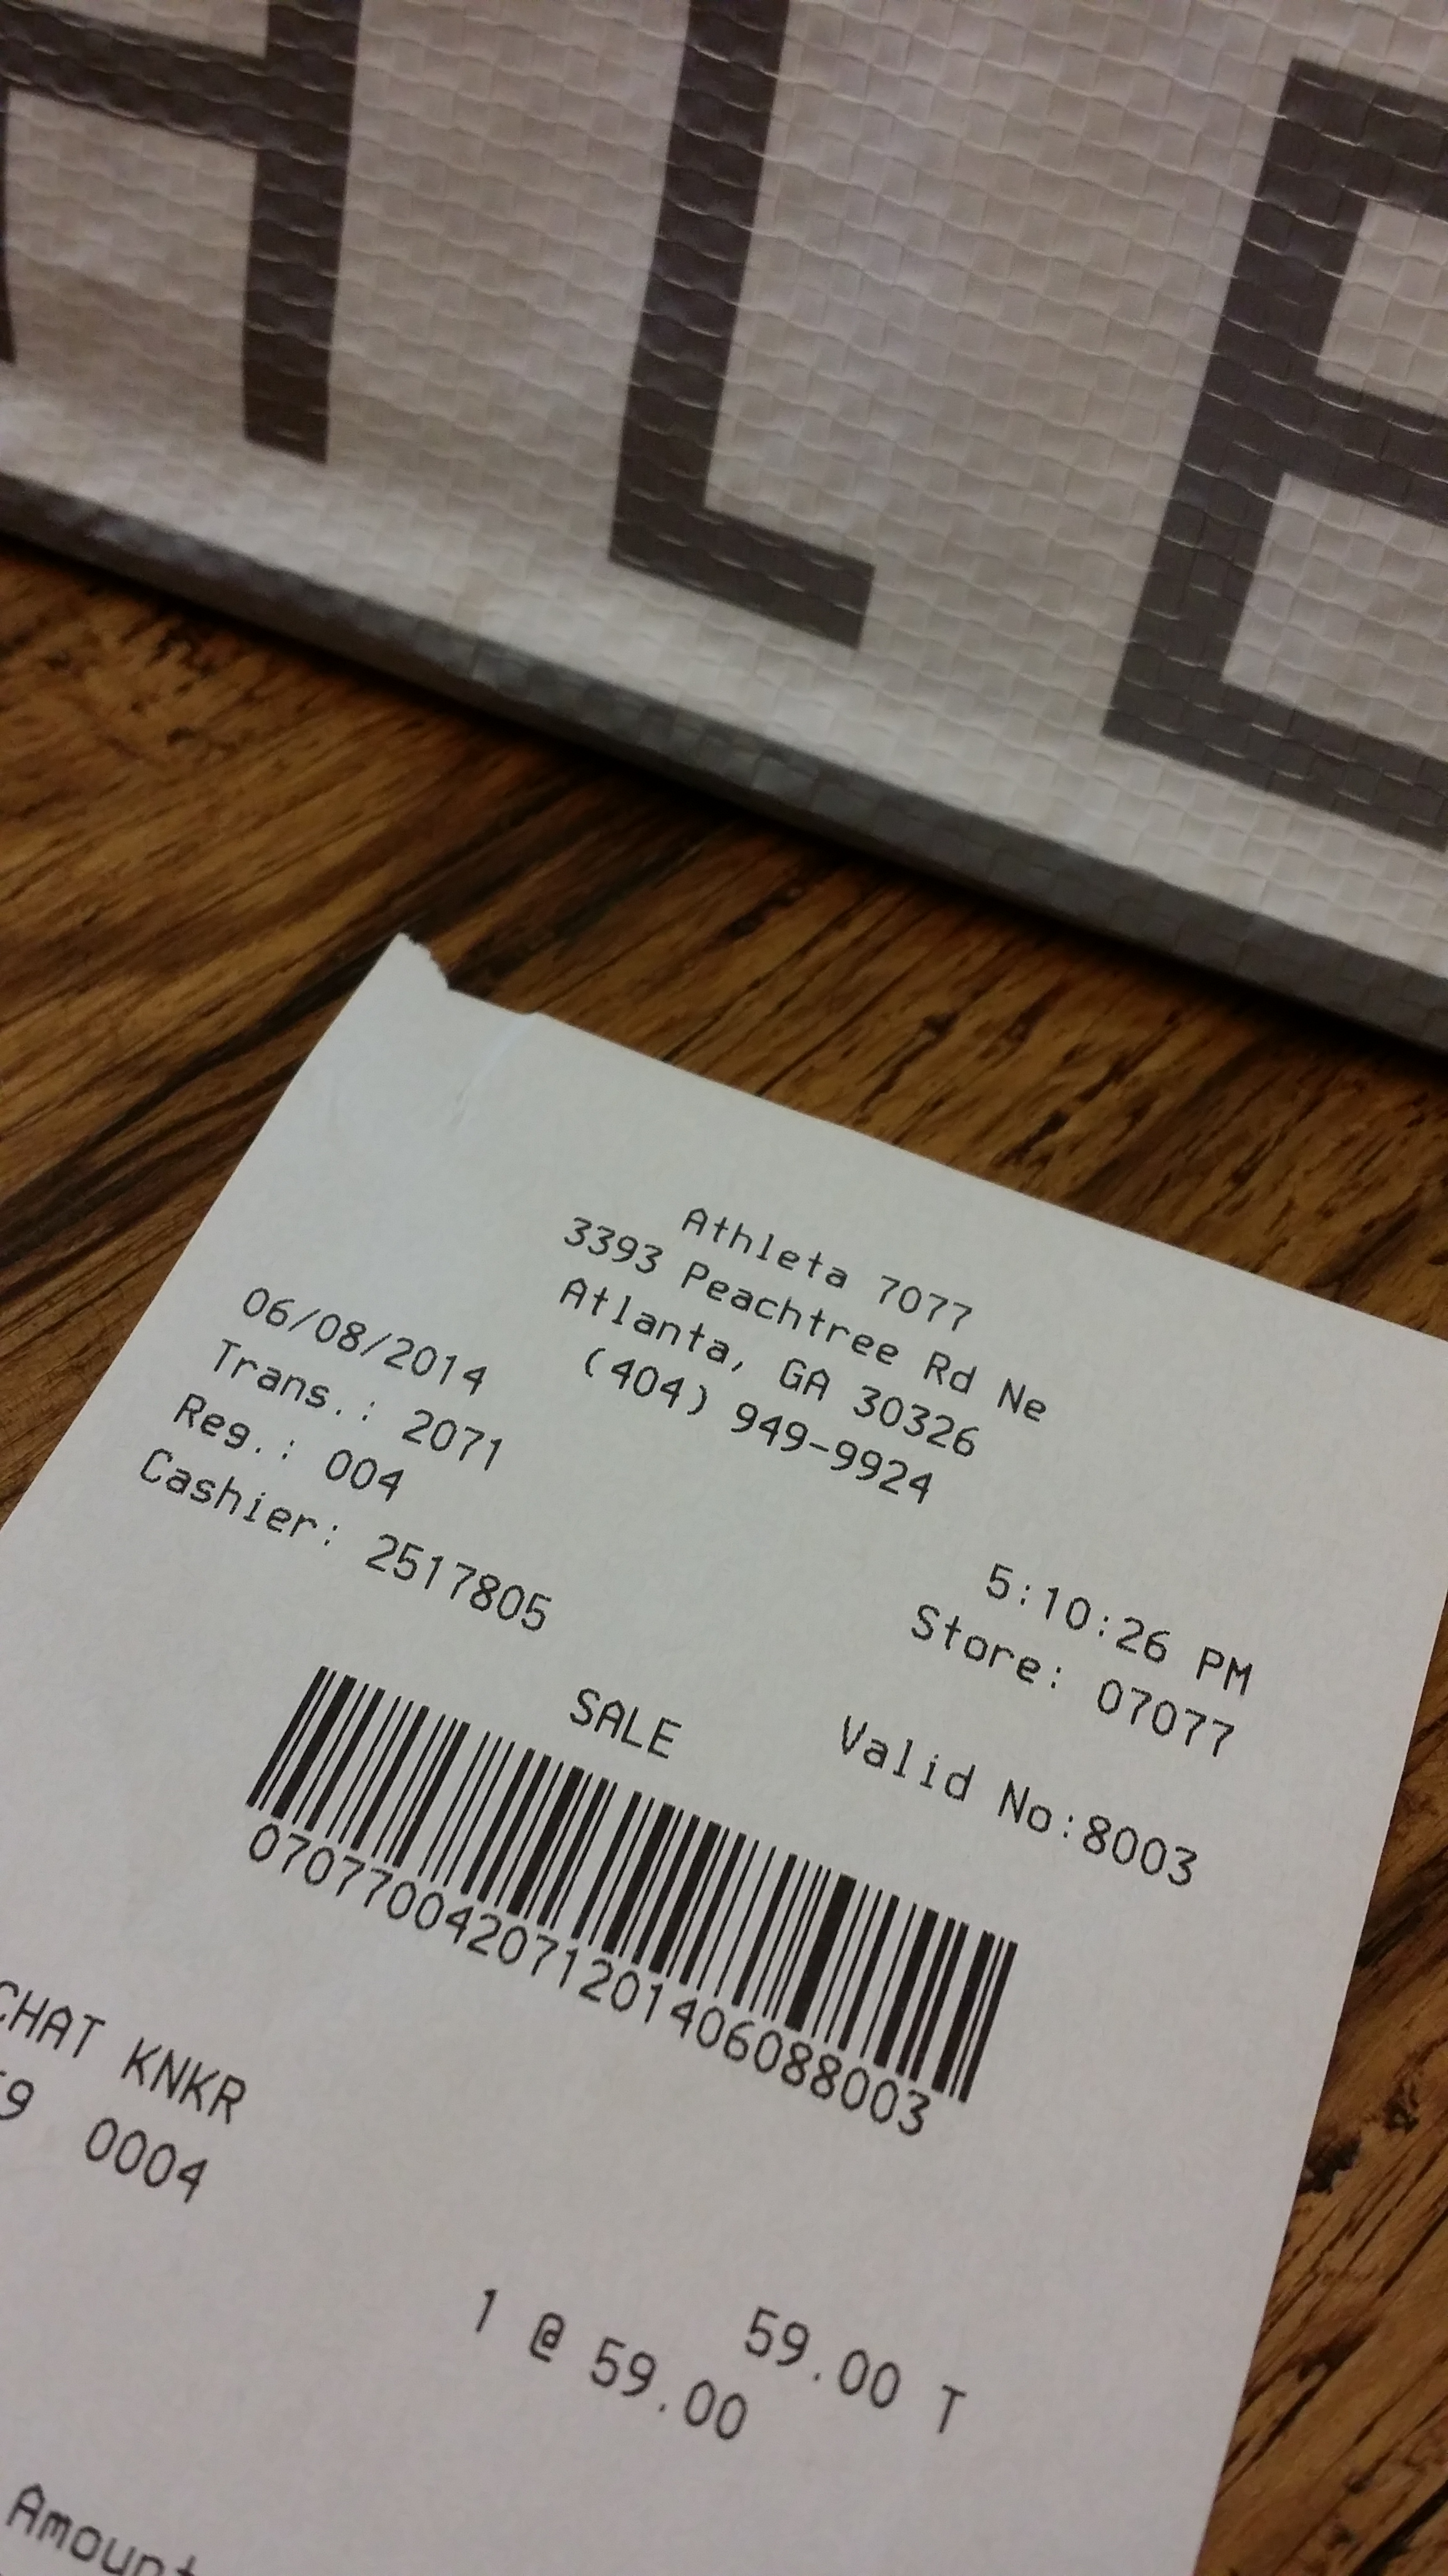 ALE
Athleta 7077
3393 Peachtree Rd Ne
Atlanta, GA 30326
(404) 949-9924
06/08/2014 5:10:26 PM
Trans.: 2071 Store: 07077
Reg.: 004
Cashier: 2517805 Valid No:8003
SALE
070770042071201406088003
CHAT KNKR
0004
59.00 T
1 @ 59.00
Amount